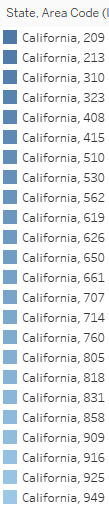 State, Area Code (I
California, 209
California, 213
California, 310
California, 323
California, 408
California, 415
California, 510
California, 530
California, 562
California, 619
California, 626
California, 650
California, 661
California, 707
California, 714
California, 760
California, 805
California, 818
California, 831
California, 858
California, 909
California, 916
California, 925
California, 949